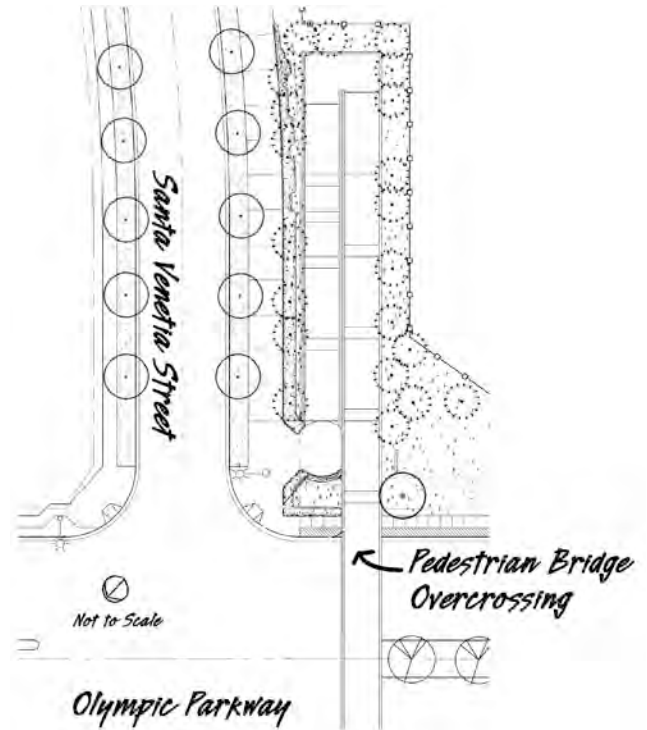 Santa Venetia Street
Pedestrian Bridge
Overcrossing
Not to Scale
Olympic Parkway